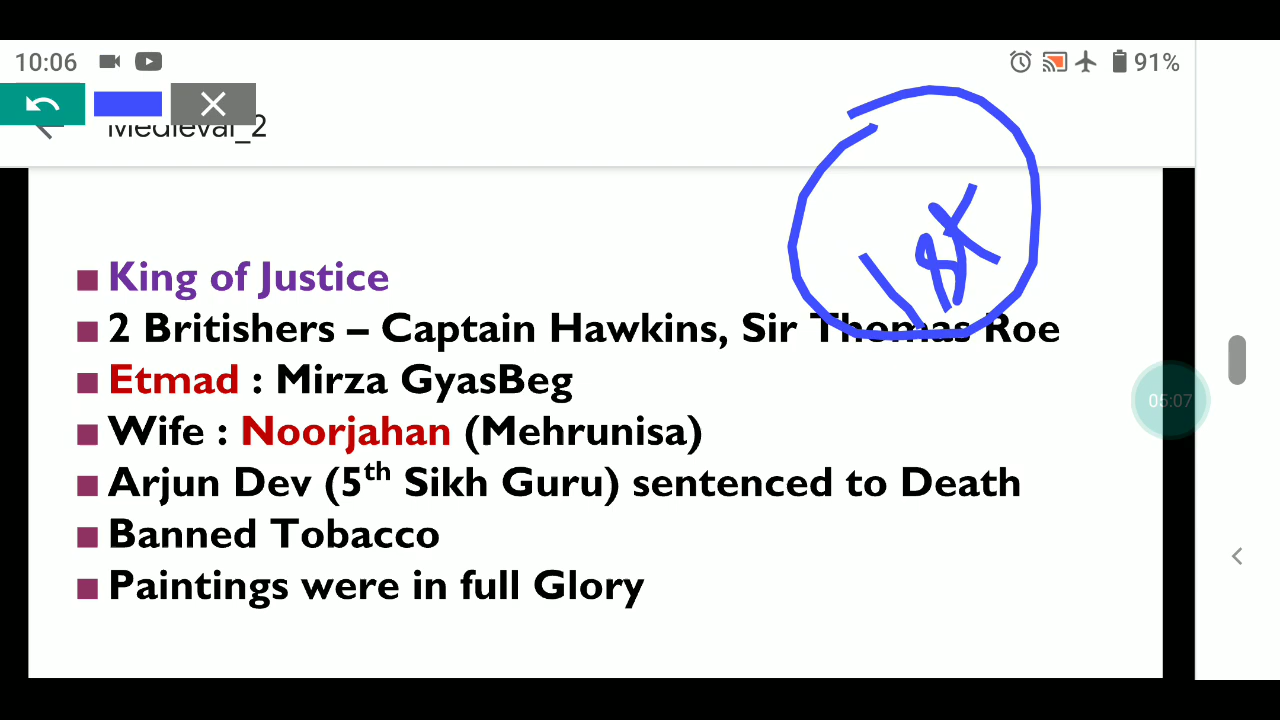 10:06 91%
Medieval_2
King of Justice
2 Britishers – Captain Hawkins, Sir Thomas Roe
Etmad : Mirza GyasBeg
Wife : Noorjahan (Mehrunisa)
Arjun Dev (5th Sikh Guru) sentenced to Death
Banned Tobacco
Paintings were in full Glory
05:07